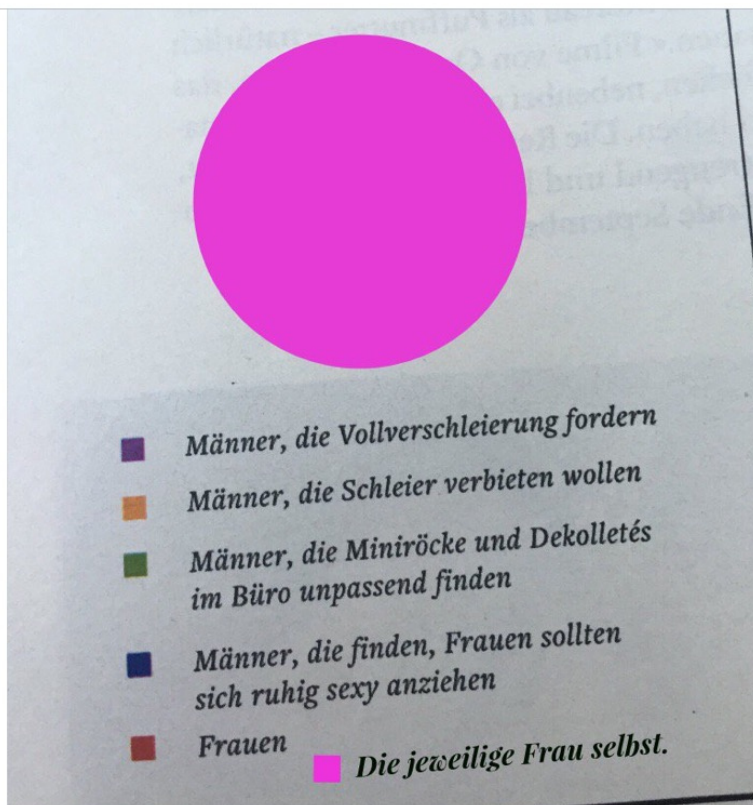 Männer, die Vollverschleierung fordern
Männer, die Schleier verbieten wollen
Männer, die Miniröcke und Dekolletés
im Büro unpassend finden
Männer, die finden, Frauen sollten
sich ruhig sexy anziehen
Frauen
Die jeweilige Frau selbst.